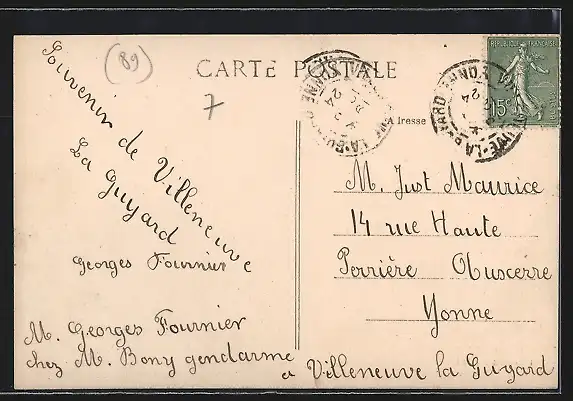 (89)
CARTE POSTALE
7
REPUBLIQUE FRANÇAISE
15c
Souvenir de Villeneuve
La Guyard
Georges Fournier
M. Georges Fournier
chez M. Bony gendarme
a Villeneuve la Guyard
Adresse
M. Just Maurice
14 rue Haute
Perrière Auxcerre
Yonne